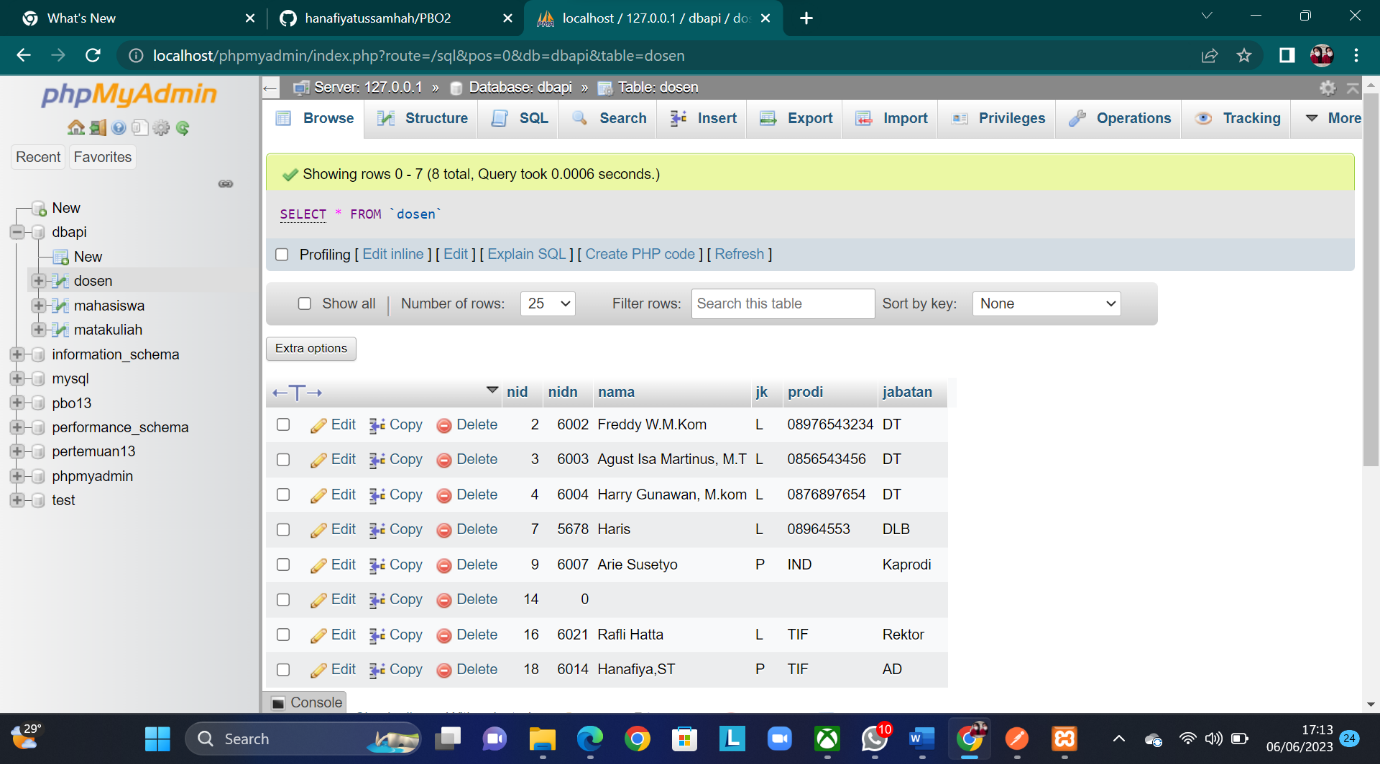 What's New
hanafiyatussamhah/PBO2
localhost / 127.0.0.1 / dbapi / dos
localhost/phpmyadmin/index.php?route=/sql&pos=0&db=dbapi&table=dosen
phpMyAdmin
Recent Favorites
New
dbapi
New
dosen
mahasiswa
matakuliah
information_schema
mysql
pbo13
performance_schema
pertemuan13
phpmyadmin
test
Server: 127.0.0.1 » Database: dbapi » Table: dosen
Browse Structure SQL Search Insert Export Import Privileges Operations Tracking More
Showing rows 0 - 7 (8 total, Query took 0.0006 seconds.)
SELECT * FROM `dosen`
Profiling [ Edit inline ] [ Edit ] [ Explain SQL ] [ Create PHP code ] [ Refresh ]
Show all | Number of rows: 25 Filter rows: Search this table Sort by key: None
Extra options
nid nidn nama jk prodi jabatan
Edit Copy Delete 2 6002 Freddy W.M.Kom L 08976543234 DT
Edit Copy Delete 3 6003 Agust Isa Martinus, M.T L 0856543456 DT
Edit Copy Delete 4 6004 Harry Gunawan, M.kom L 0876897654 DT
Edit Copy Delete 7 5678 Haris L 08964553 DLB
Edit Copy Delete 9 6007 Arie Susetyo P IND Kaprodi
Edit Copy Delete 14 0
Edit Copy Delete 16 6021 Rafli Hatta L TIF Rektor
Edit Copy Delete 18 6014 Hanafiya,ST P TIF AD
Console
29°
Search
10
17:13
06/06/2023
24